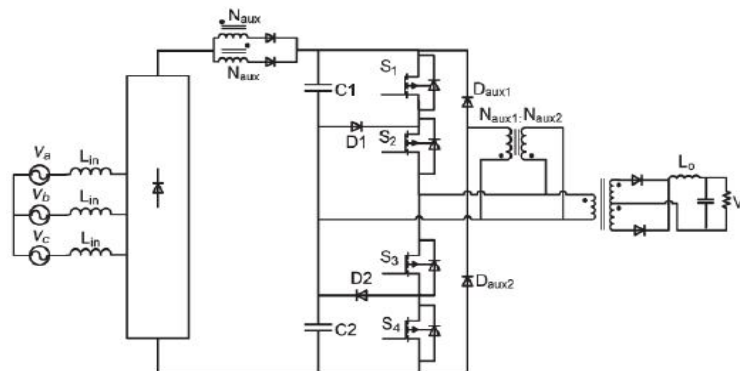 Naux
Naux
S1
C1
Daux1
Naux1:Naux2
D1
S2
Va
Lin
Lo
Vb
Lin
V
Vc
Lin
S3
D2
Daux2
C2
S4